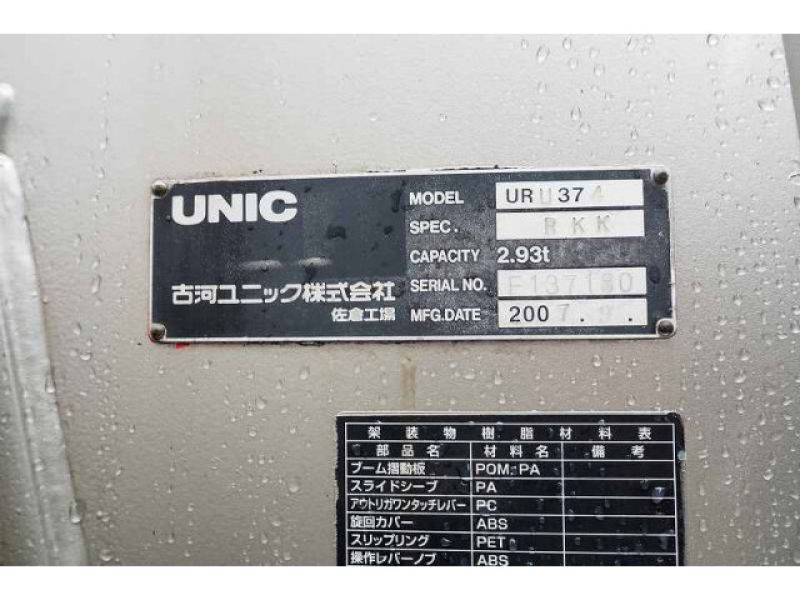 UNIC
MODEL URU374
SPEC. RKK
CAPACITY 2.93t
古河ユニック株式会社 SERIAL NO. F137180
佐倉工場 MFG.DATE 2007.9.
架装物樹脂材料表
部品名 材料名 備考
ブーム摺動板 POM, PA
スライドシーブ PA
アウトリガワンタッチレバー PC
旋回カバー ABS
スリップリング PET
操作レバーノブ ABS